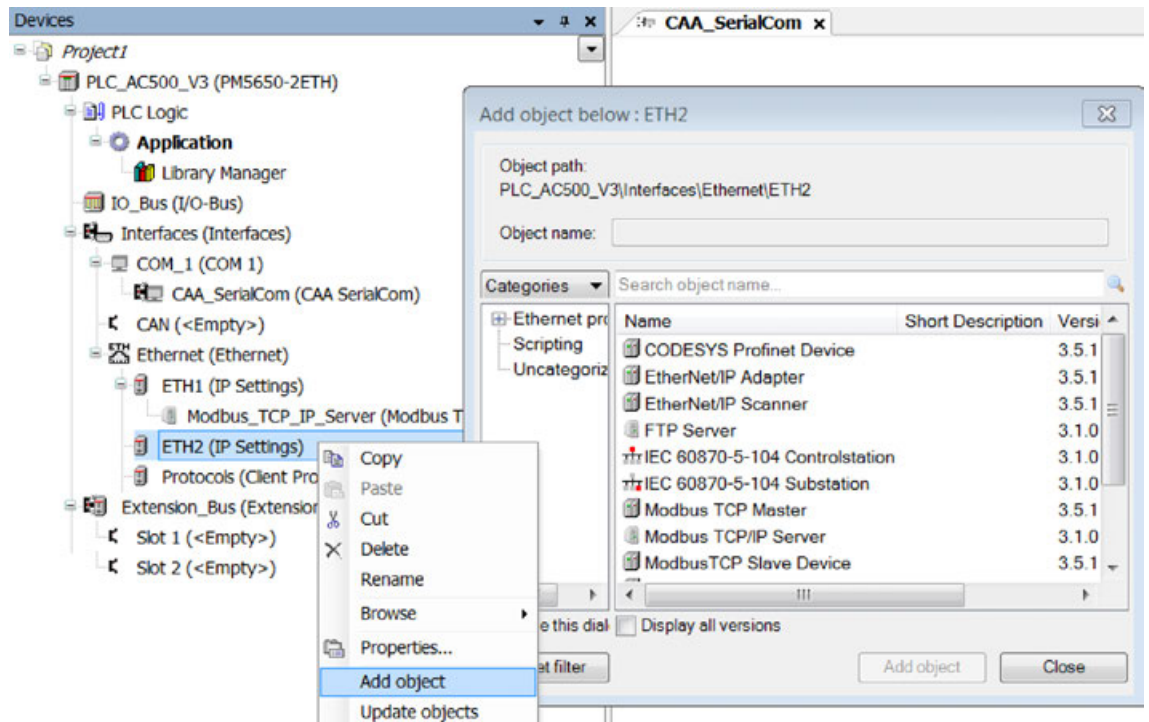 Devices
Project1
PLC_AC500_V3 (PM5650-2ETH)
PLC Logic
Application
Library Manager
IO_Bus (I/O-Bus)
Interfaces (Interfaces)
COM_1 (COM 1)
CAA_SerialCom (CAA SerialCom)
CAN (<Empty>)
Ethernet (Ethernet)
ETH1 (IP Settings)
Modbus_TCP_IP_Server (Modbus T
ETH2 (IP Settings)
Protocols (Client Pro
Extension_Bus (Extension
Slot 1 (<Empty>)
Slot 2 (<Empty>)
Copy
Paste
Cut
Delete
Rename
Browse
Properties...
Add object
Update objects
CAA_SerialCom x
Add object below : ETH2
Object path:
PLC_AC500_V3\Interfaces\Ethernet\ETH2
Object name:
Categories
Search object name...
Ethernet pro
Scripting
Uncategoriz
Name Short Description Versi
CODESYS Profinet Device 3.5.1
EtherNet/IP Adapter 3.5.1
EtherNet/IP Scanner 3.5.1
FTP Server 3.1.0
IEC 60870-5-104 Controlstation 3.1.0
IEC 60870-5-104 Substation 3.1.0
Modbus TCP Master 3.5.1
Modbus TCP/IP Server 3.1.0
ModbusTCP Slave Device 3.5.1
e this dial Display all versions
et filter Add object Close